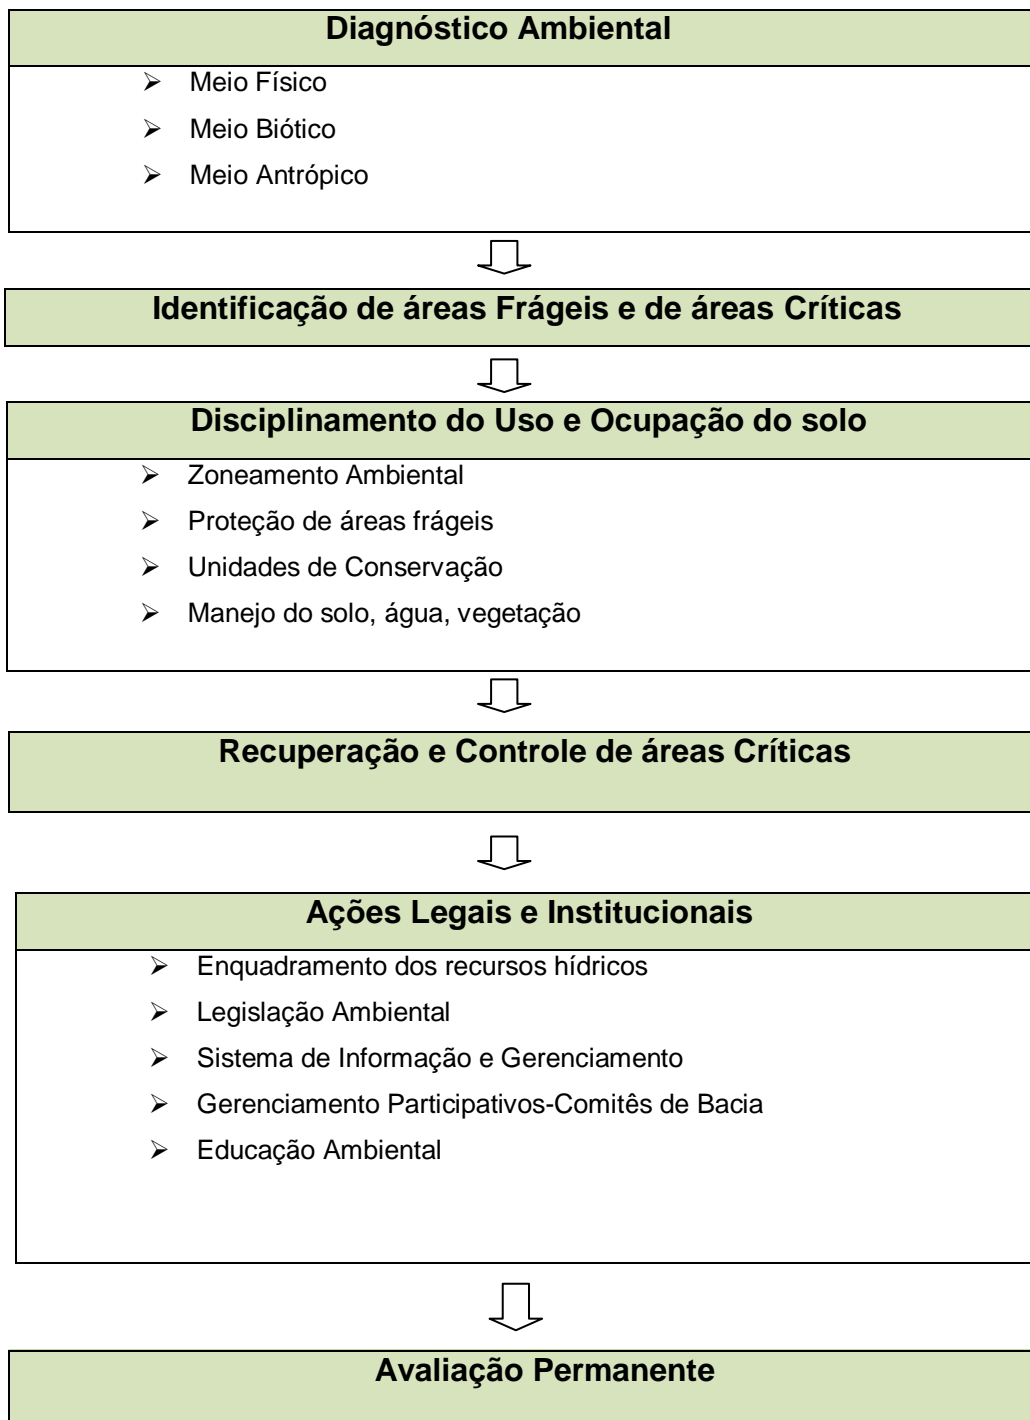 Diagnóstico Ambiental
➢ Meio Físico
➢ Meio Biótico
➢ Meio Antrópico
Identificação de áreas Frágeis e de áreas Críticas
Disciplinamento do Uso e Ocupação do solo
➢ Zoneamento Ambiental
➢ Proteção de áreas frágeis
➢ Unidades de Conservação
➢ Manejo do solo, água, vegetação
Recuperação e Controle de áreas Críticas
Ações Legais e Institucionais
➢ Enquadramento dos recursos hídricos
➢ Legislação Ambiental
➢ Sistema de Informação e Gerenciamento
➢ Gerenciamento Participativos-Comitês de Bacia
➢ Educação Ambiental
Avaliação Permanente